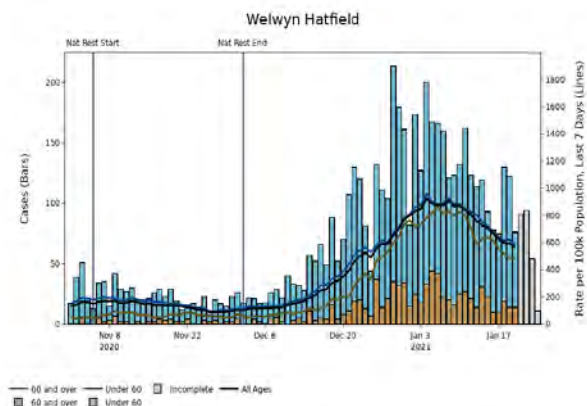 Welwyn Hatfield
Nat Rest Start
Nat Rest End
Cases (Bars)
200
150
100
50
0
Rate per 100k Population, Last 7 Days (Lines)
1800
1600
1400
1200
1000
800
600
400
200
0
Nov 8
2020
Nov 22
Dec 6
Dec 20
Jan 3
2021
Jan 17
60 and over
Under 60
Incomplete
All Ages
60 and over
Under 60